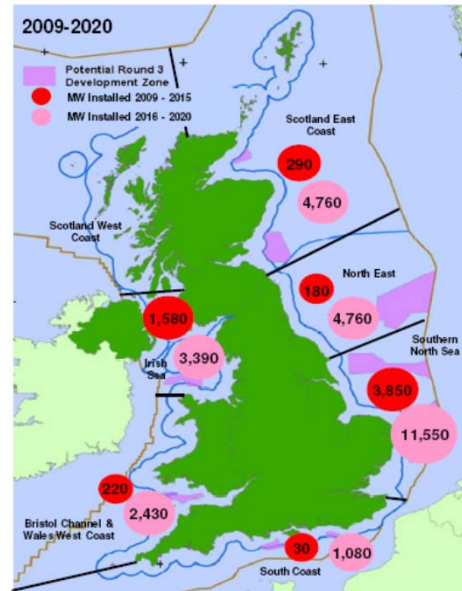 2009-2020
Potential Round 3
Development Zone
MW Installed 2009 - 2015
MW Installed 2016 - 2020
Scotland East
Coast
290
4,760
Scotland West
Coast
North East
180
4,760
1,580
Southern
North Sea
3,390
Irish
Sea
3,850
11,550
220
2,430
Bristol Channel &
Wales West Coast
30
1,080
South Coast